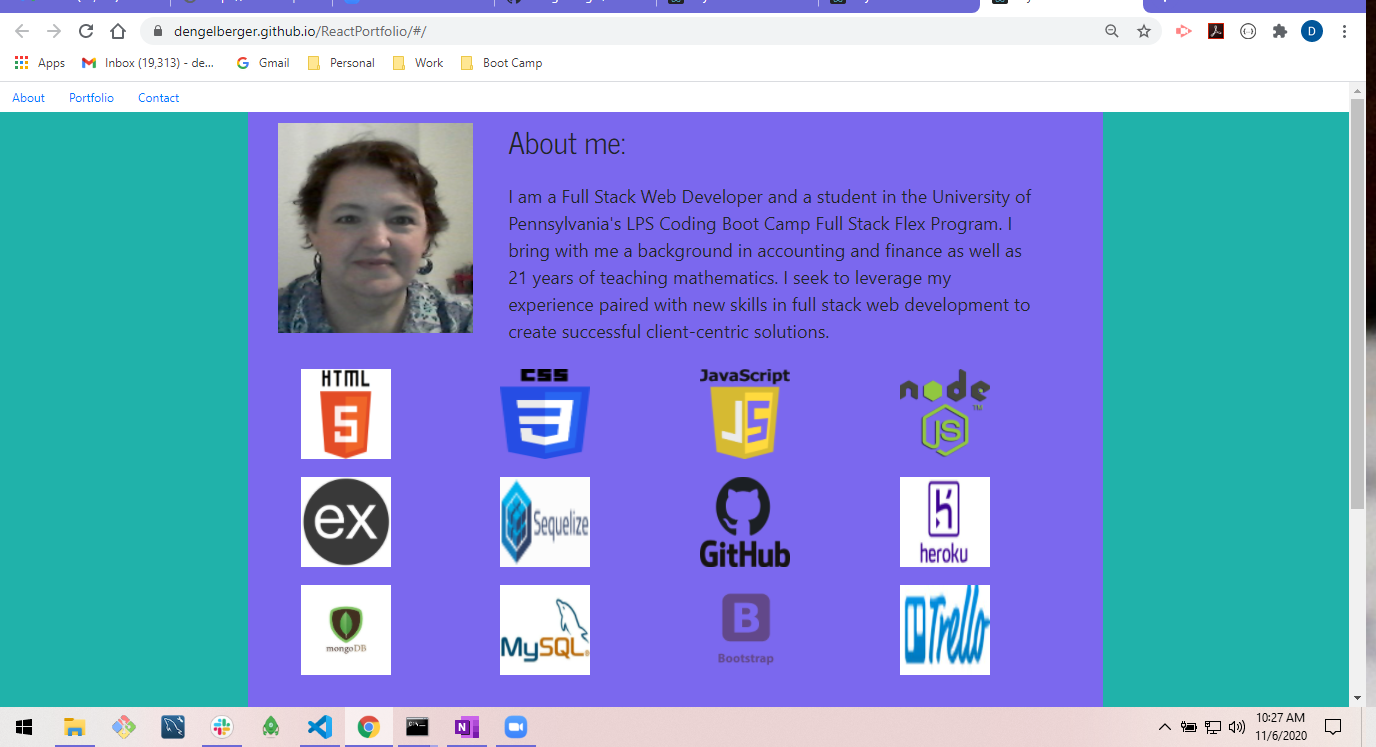 dengelberger.github.io/ReactPortfolio/#/
D
Apps
Inbox (19,313) - de...
Gmail
Personal
Work
Boot Camp
About
Portfolio
Contact
About me:
I am a Full Stack Web Developer and a student in the University of
Pennsylvania's LPS Coding Boot Camp Full Stack Flex Program. I
bring with me a background in accounting and finance as well as
21 years of teaching mathematics. I seek to leverage my
experience paired with new skills in full stack web development to
create successful client-centric solutions.
HTML
5
CSS
3
JavaScript
JS
node
TM
JS
ex
Sequelize
GitHub
heroku
mongoDB
MySQL®
B
Bootstrap
Trello
N
10:27 AM
11/6/2020